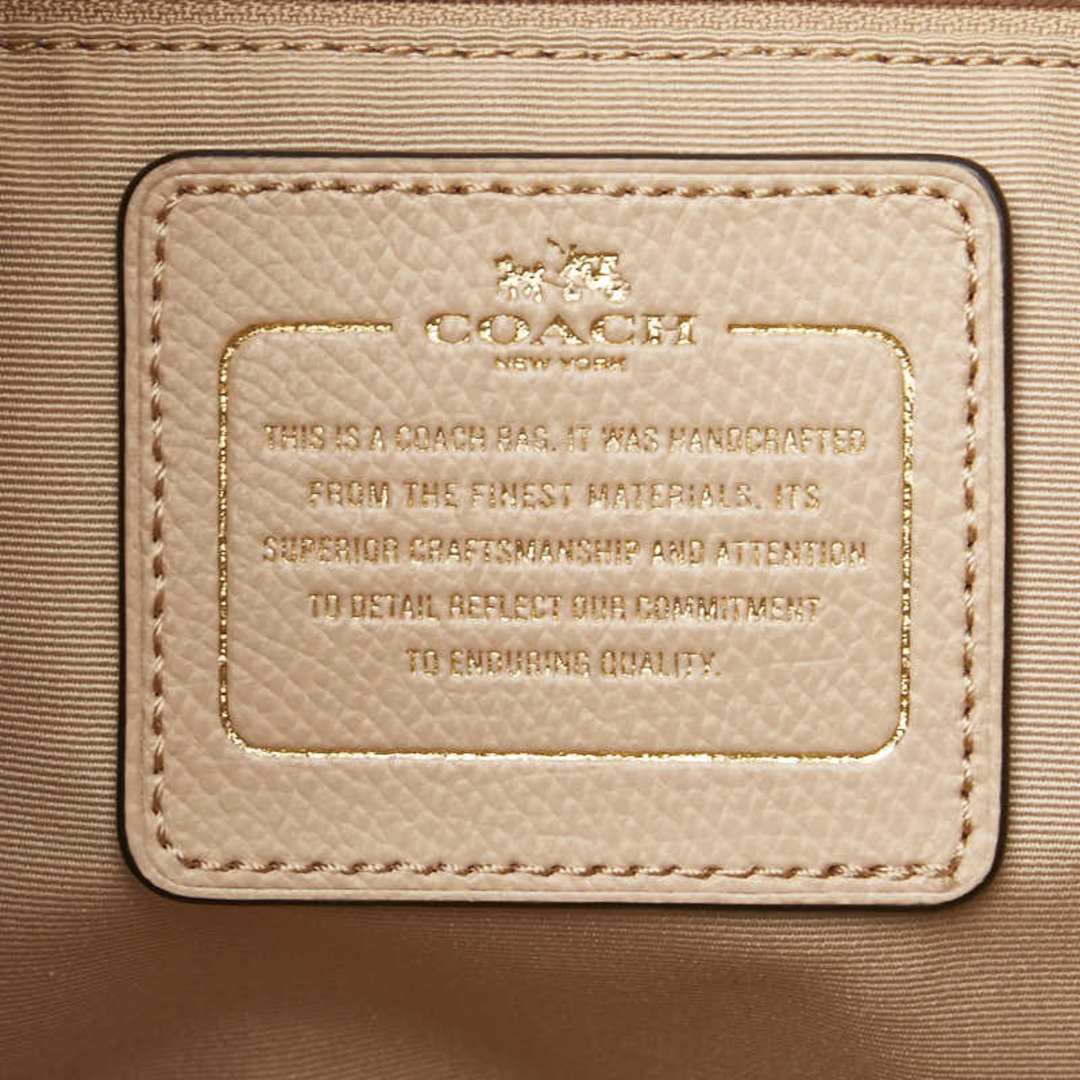 COACH
NEW YORK
THIS IS A COACH BAG. IT WAS HANDCRAFTED
FROM THE FINEST MATERIALS. ITS
SUPERIOR CRAFTSMANSHIP AND ATTENTION
TO DETAIL REFLECT OUR COMMITMENT
TO ENDURING QUALITY.